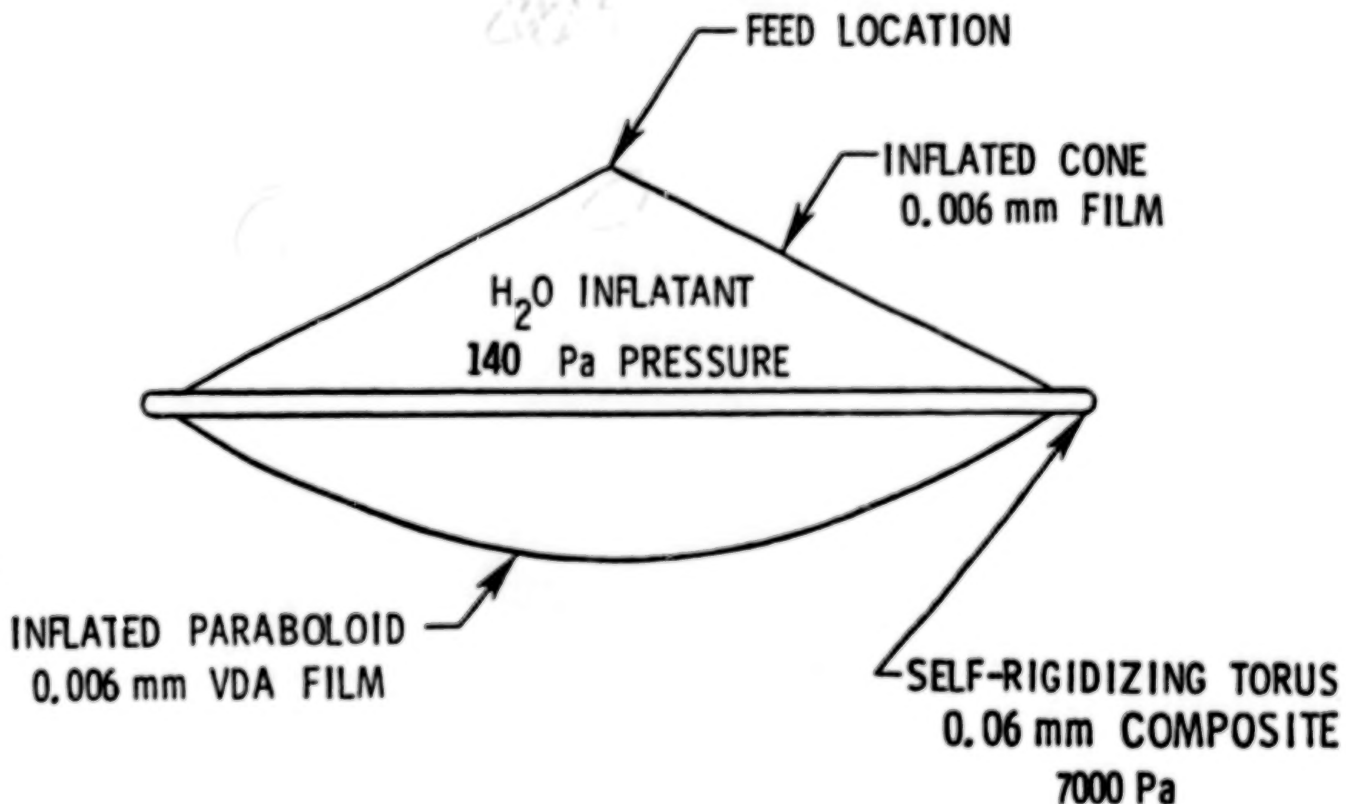 FEED LOCATION
INFLATED CONE
0.006 mm FILM
H₂O INFLATANT
140 Pa PRESSURE
INFLATED PARABOLOID
0.006 mm VDA FILM
SELF-RIGIDIZING TORUS
0.06 mm COMPOSITE
7000 Pa